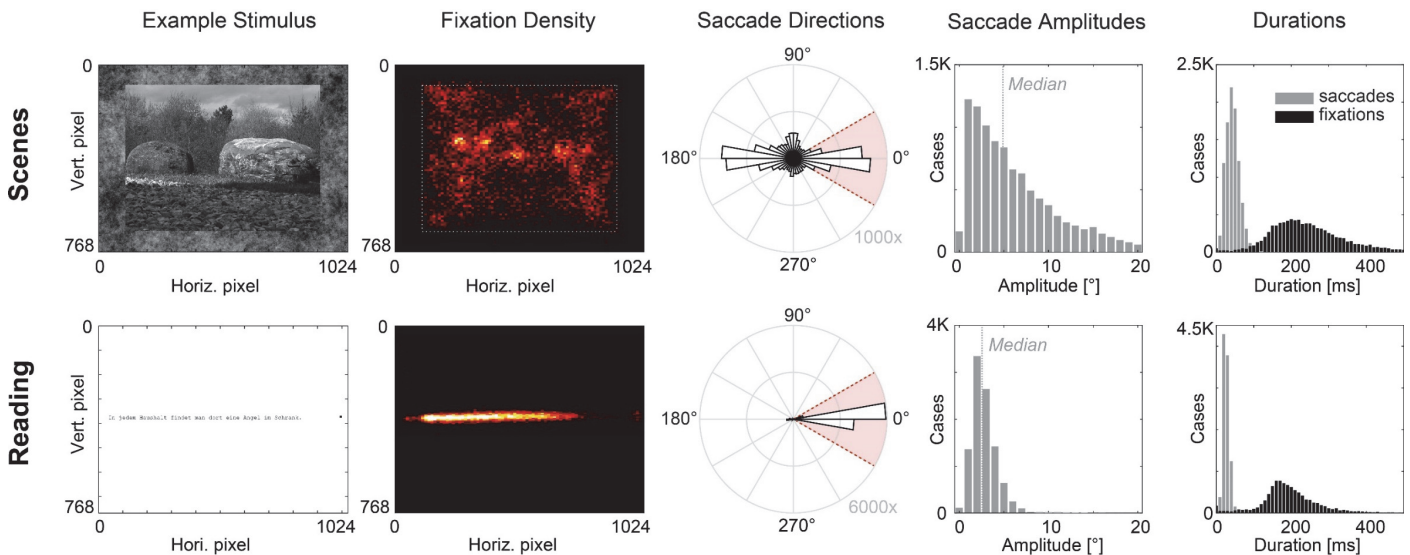 Example Stimulus
Fixation Density
Saccade Directions
Saccade Amplitudes
Durations
Scenes
0
Vert. pixel
768
0
1024
Horiz. pixel
0
768
0
1024
Horiz. pixel
90°
180°
0°
270°
1000x
1.5K
Median
Cases
0
0
10
20
Amplitude [°]
2.5K
saccades
fixations
Cases
0
0
200
400
Duration [ms]
Reading
0
Vert. pixel
In jedem Haushalt findet man dort eine Angel im Schrank.
768
0
1024
Hori. pixel
0
768
0
1024
Horiz. pixel
90°
180°
0°
270°
6000x
4K
Median
Cases
0
0
10
20
Amplitude [°]
4.5K
Cases
0
0
200
400
Duration [ms]